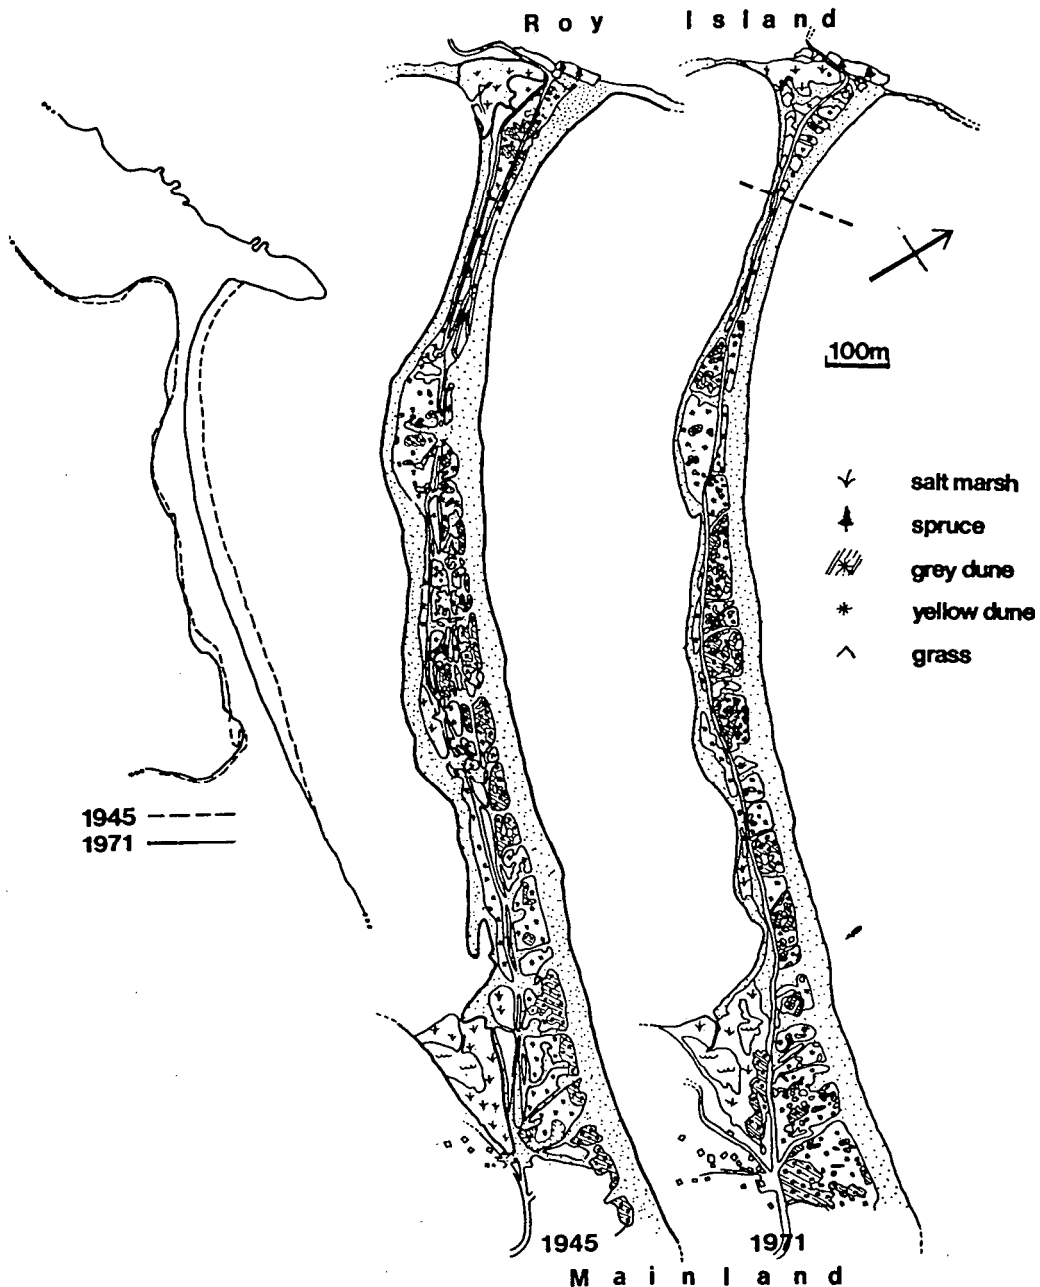 Roy Island
100m
salt marsh
spruce
grey dune
yellow dune
grass
1945
1971
1945
1971
Mainland